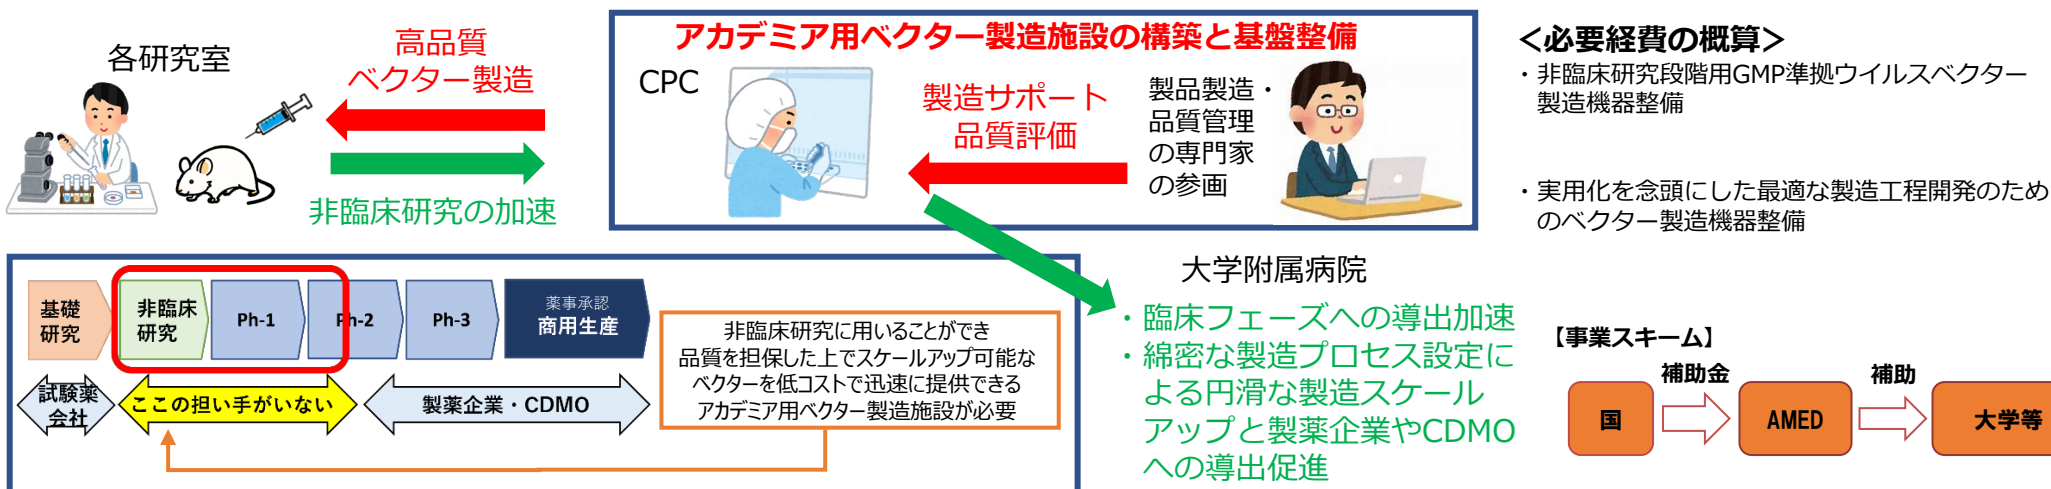 各研究室
高品質
ベクター製造
非臨床研究の加速
アカデミア用ベクター製造施設の構築と基盤整備
CPC
製造サポート
品質評価
製品製造・
品質管理
の専門家
の参画
＜必要経費の概算＞
・非臨床研究段階用GMP準拠ウイルスベクター
製造機器整備
・実用化を念頭にした最適な製造工程開発のため
のベクター製造機器整備
基礎
研究
非臨床
研究
Ph-1
Ph-2
Ph-3
薬事承認
商用生産
試験薬
会社
ここの担い手がいない
製薬企業・CDMO
非臨床研究に用いることができ
品質を担保した上でスケールアップ可能な
ベクターを低コストで迅速に提供できる
アカデミア用ベクター製造施設が必要
大学附属病院
・臨床フェーズへの導出加速
・綿密な製造プロセス設定に
よる円滑な製造スケール
アップと製薬企業やCDMO
への導出促進
【事業スキーム】
補助金
補助
国
AMED
大学等